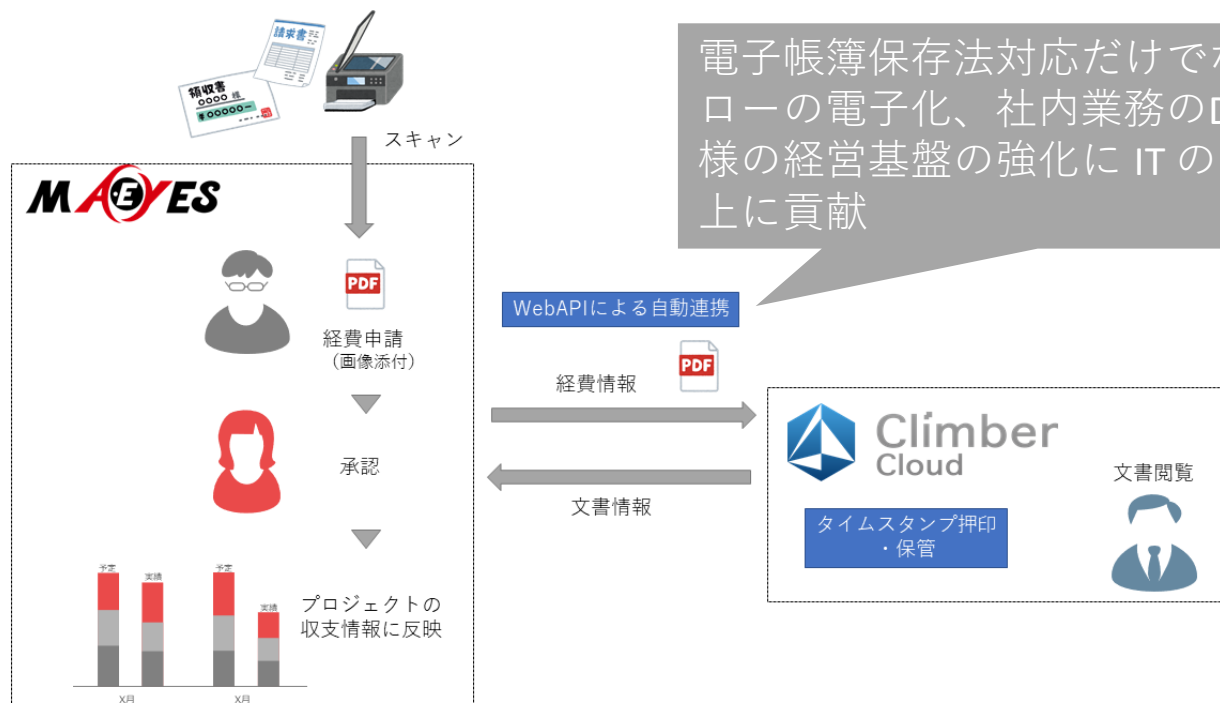 請求書
領収書
○○○○ 様
スキャン
電子帳簿保存法対応だけで
ローの電子化、社内業務の
様の経営基盤の強化に IT の
上に貢献
MA-EYES
PDF
経費申請
（画像添付）
WebAPIによる自動連携
経費情報
PDF
承認
文書情報
Climber
Cloud
タイムスタンプ押印
・保管
文書閲覧
予定
実績
予定
実績
プロジェクトの
収支情報に反映
X月
X月